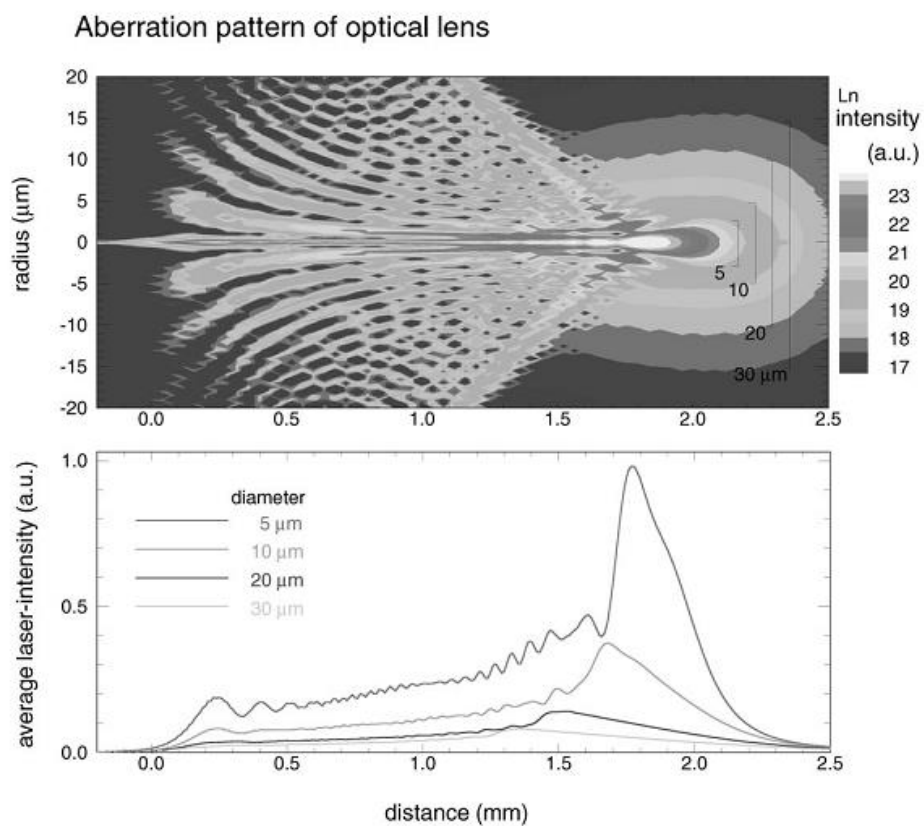 Aberration pattern of optical lens
20
15
10
5
0
-5
-10
-15
-20
radius (μm)
0.0 0.5 1.0 1.5 2.0 2.5
5
10
20
30 μm
Ln
intensity
(a.u.)
23
22
21
20
19
18
17
1.0
0.5
0.0
average laser-intensity (a.u.)
diameter
5 μm
10 μm
20 μm
30 μm
0.0 0.5 1.0 1.5 2.0 2.5
distance (mm)